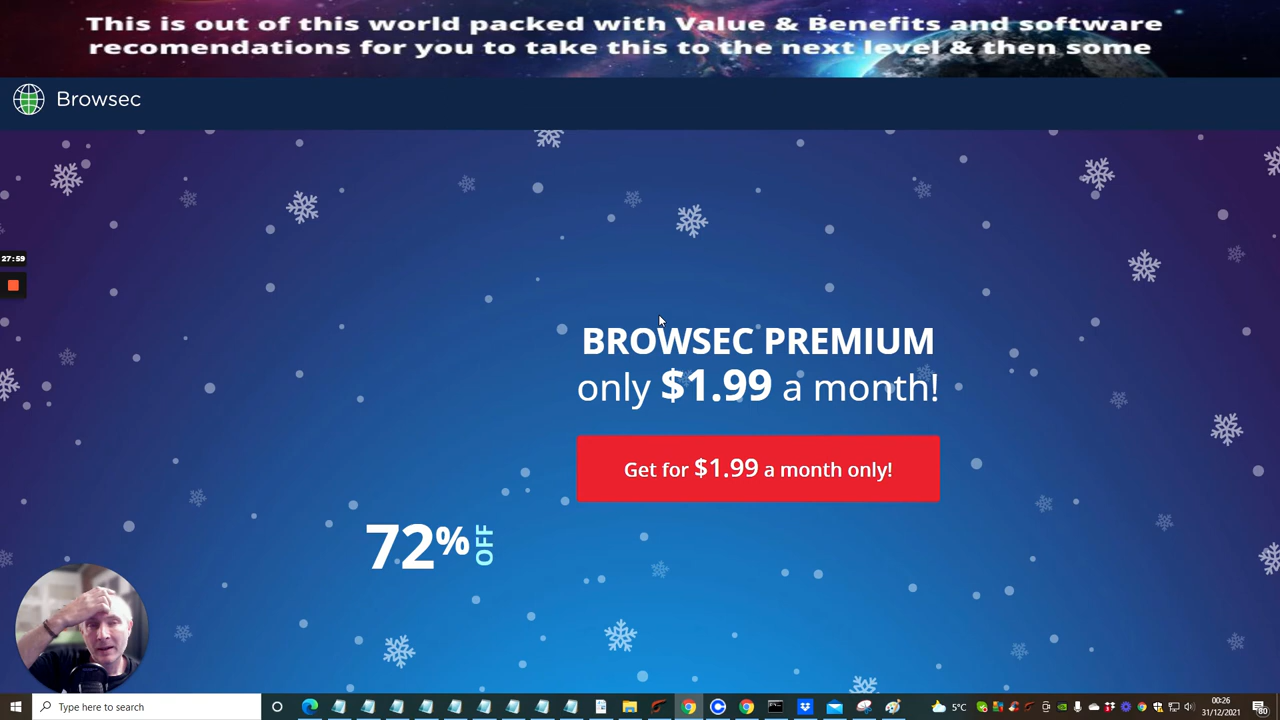 This is out of this world packed with Value & Benefits and software
recomendations for you to take this to the next level & then some
Browsec
27:59
BROWSEC PREMIUM
only $1.99 a month!
Get for $1.99 a month only!
72% OFF
Type here to search
5°C
00:26
31/12/2021
80